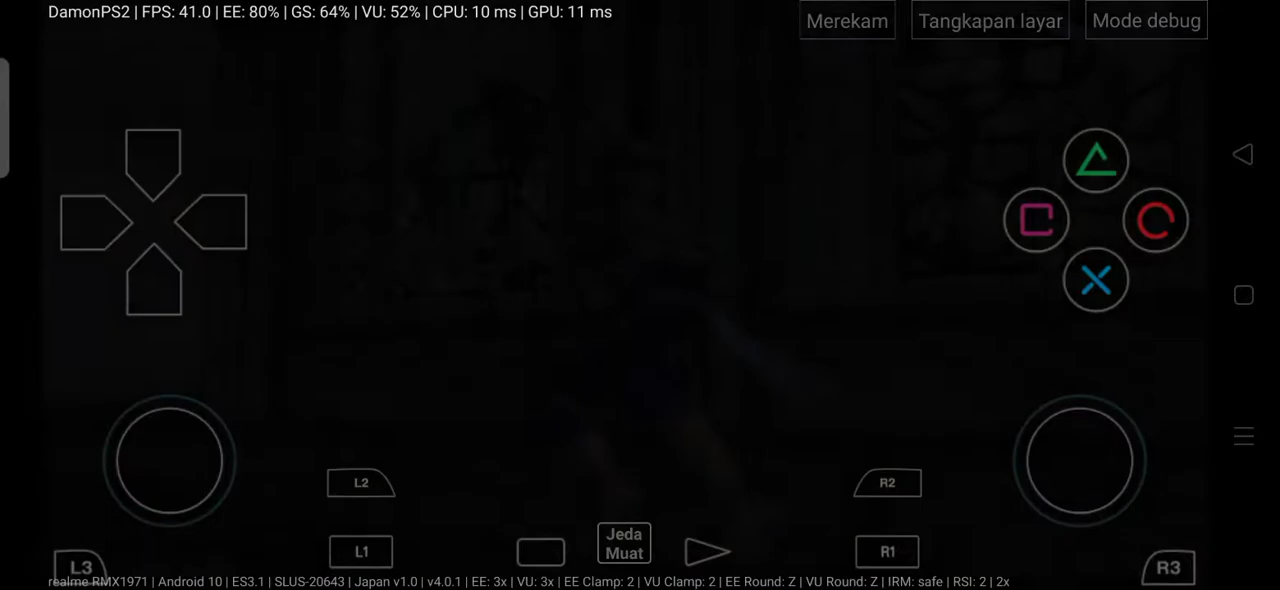 DamonPS2 | FPS: 41.0 | EE: 80% | GS: 64% | VU: 52% | CPU: 10 ms | GPU: 11 ms
Merekam
Tangkapan layar
Mode debug
L2
R2
L1
Jeda
Muat
R1
L3
R3
realme RMX1971 | Android 10 | ES3.1 | SLUS-20643 | Japan v1.0 | v4.0.1 | EE: 3x | VU: 3x | EE Clamp: 2 | VU Clamp: 2 | EE Round: Z | VU Round: Z | IRM: safe | RSI: 2 | 2x